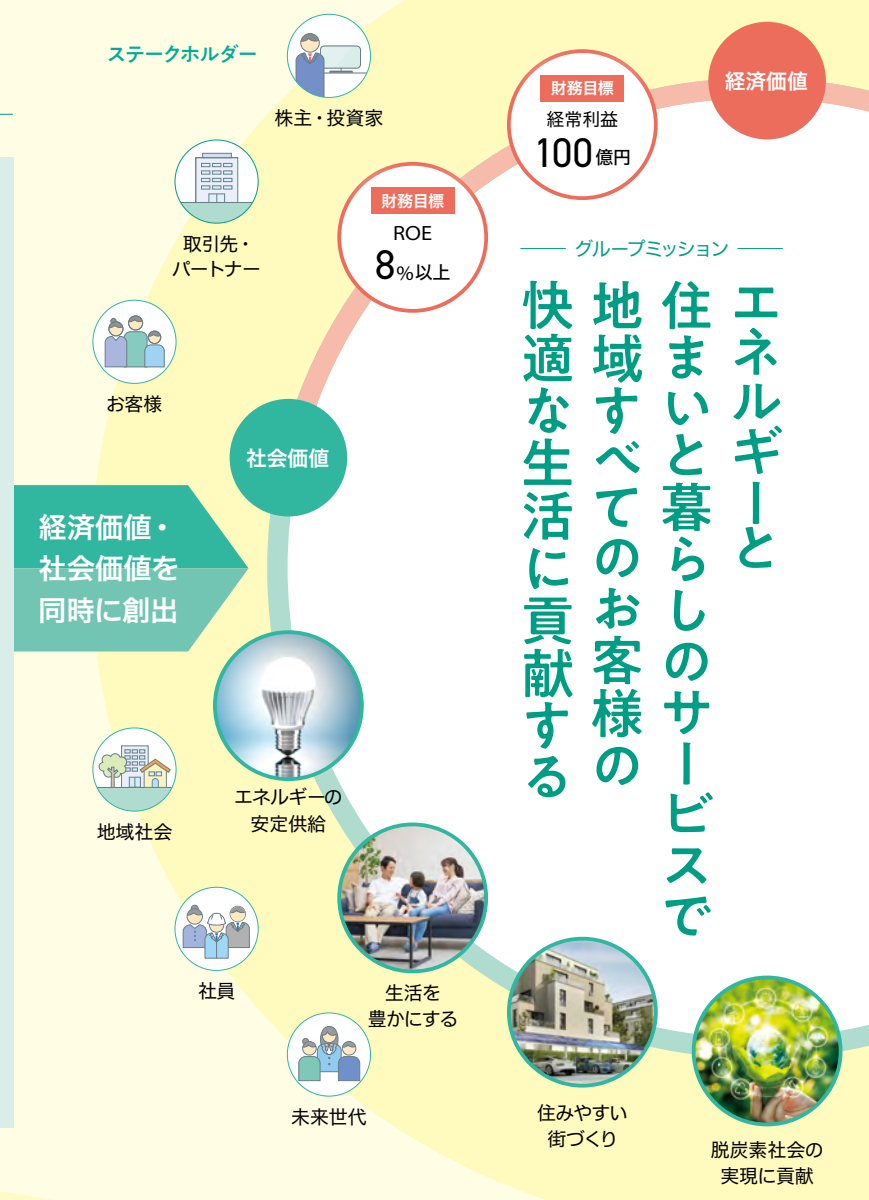 ステークホルダー
株主・投資家
取引先・
パートナー
お客様
経済価値・
社会価値を
同時に創出
地域社会
社員
未来世代
経済価値
財務目標
経常利益
100億円
財務目標
ROE
8%以上
社会価値
エネルギーの
安定供給
生活を
豊かにする
住みやすい
街づくり
脱炭素社会の
実現に貢献
グループミッション
エネルギーと
住まいと暮らしのサービスで
地域すべてのお客様の
快適な生活に貢献する